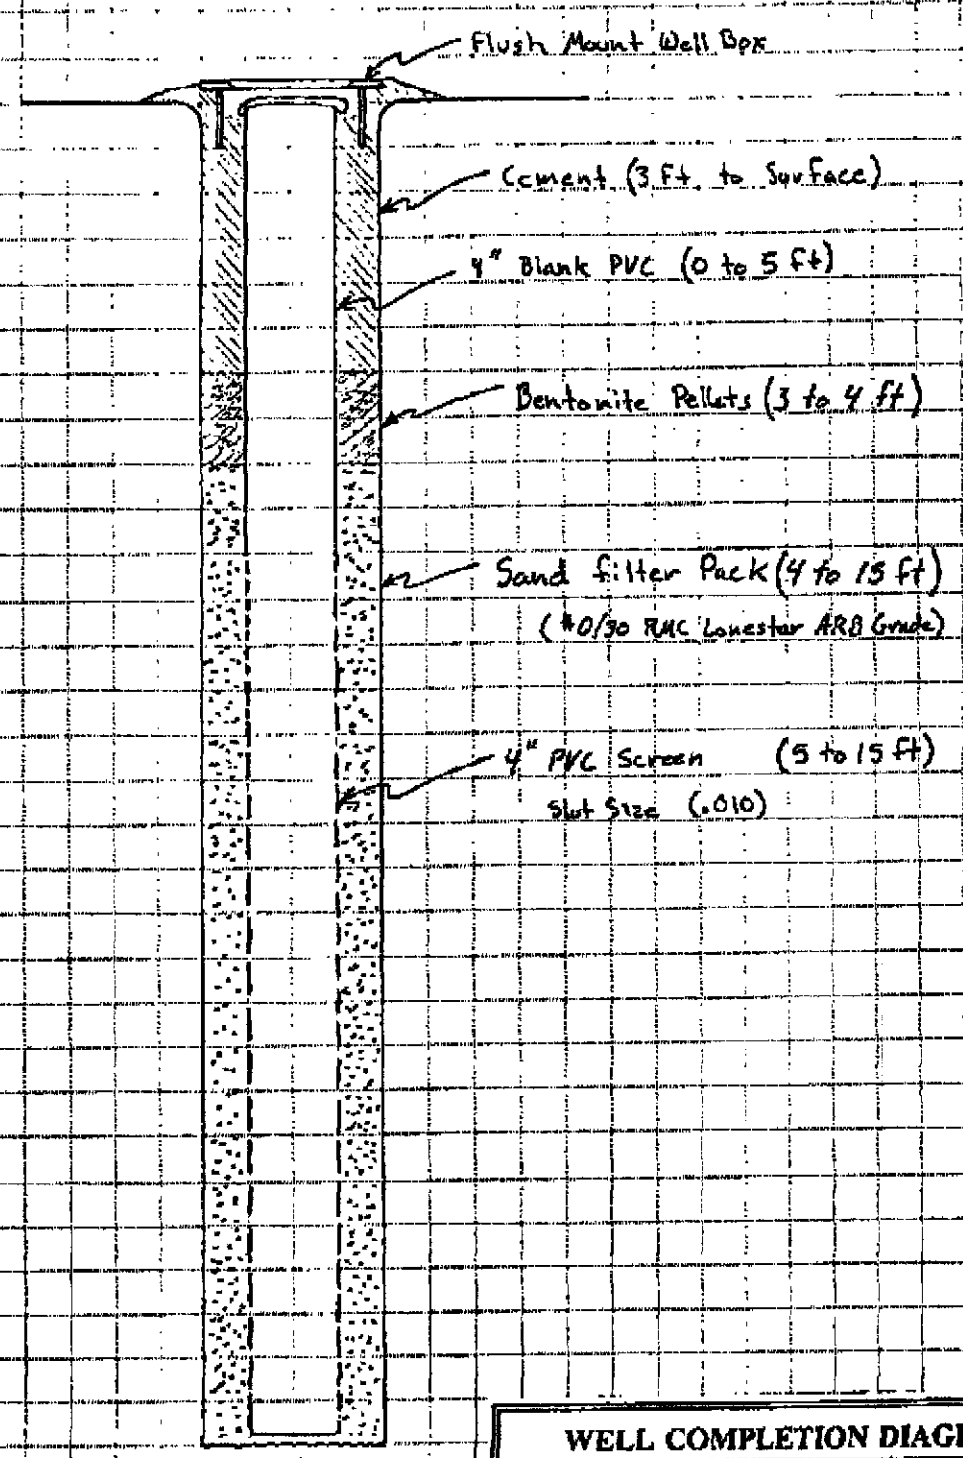 Flush Mount Well Box
Cement (3 Ft. to Surface)
4" Blank PVC (0 to 5 ft)
Bentonite Pellets (3 to 4 ft)
Sand filter Pack (4 to 15 ft)
(#0/30 RMC Lonestar ARB Grade)
4" PVC Screen (5 to 15 ft)
Slot Size (.010)
WELL COMPLETION DIAG